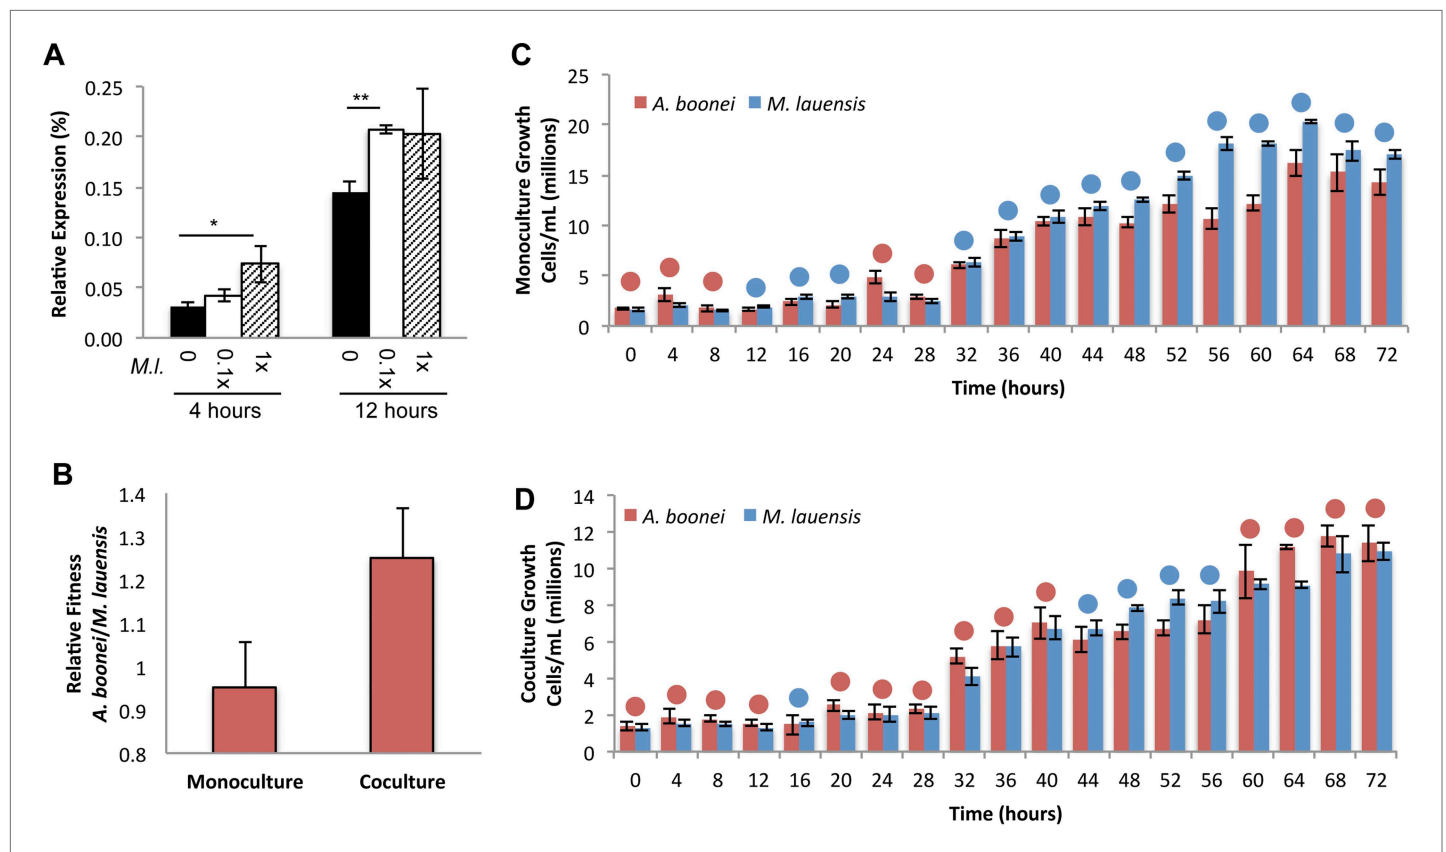 A
Relative Expression (%)
0.25
0.20
0.15
0.10
0.05
0.00
*
**
M.l.
0
0.1x
1x
0
0.1x
1x
4 hours
12 hours
B
Relative Fitness
A. boonei/M. lauensis
1.4
1.3
1.2
1.1
1
0.9
0.8
Monoculture
Coculture
C
Monoculture Growth
Cells/mL (millions)
25
20
15
10
5
0
A. boonei
M. lauensis
0 4 8 12 16 20 24 28 32 36 40 44 48 52 56 60 64 68 72
Time (hours)
D
Coculture Growth
Cells/mL (millions)
14
12
10
8
6
4
2
0
A. boonei
M. lauensis
0 4 8 12 16 20 24 28 32 36 40 44 48 52 56 60 64 68 72
Time (hours)